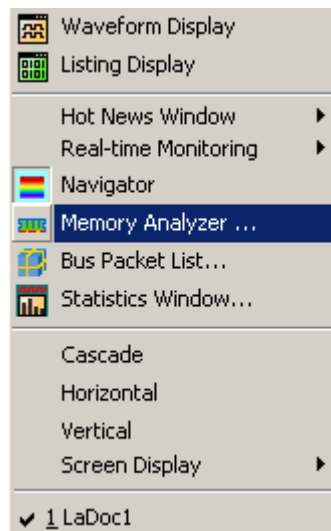 Waveform Display
Listing Display
Hot News Window
Real-time Monitoring
Navigator
Memory Analyzer ...
Bus Packet List...
Statistics Window...
Cascade
Horizontal
Vertical
Screen Display
1 LaDoc1